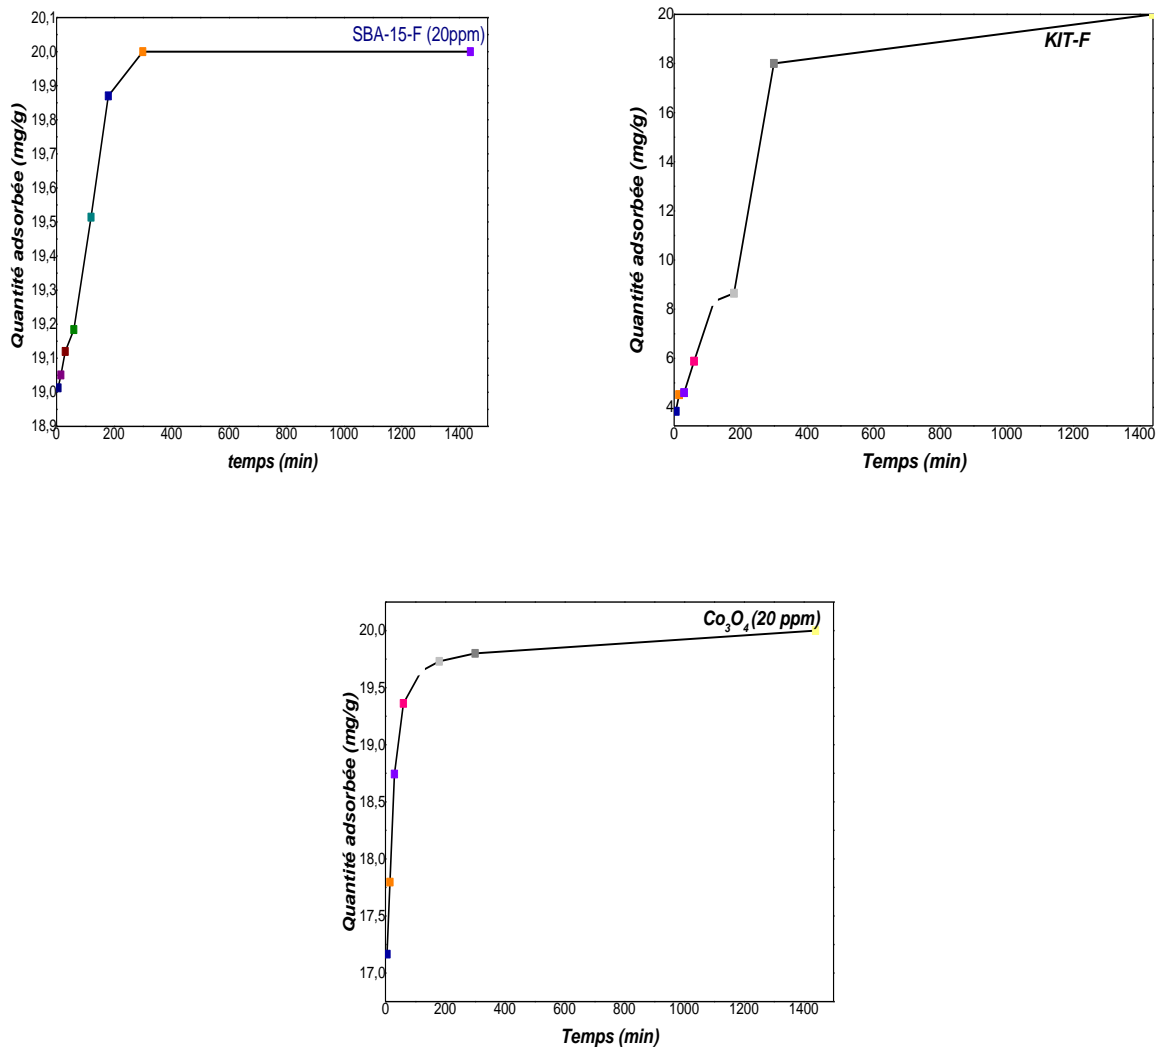 SBA-15-F (20ppm)
Quantité adsorbée (mg/g)
20,1
20,0
19,9
19,8
19,7
19,6
19,5
19,4
19,3
19,2
19,1
19,0
18,9
0 200 400 600 800 1000 1200 1400
temps (min)
KIT-F
Quantité adsorbée (mg/g)
20
18
16
14
12
10
8
6
4
0 200 400 600 800 1000 1200 1400
Temps (min)
Co3O4 (20 ppm)
Quantité adsorbée (mg/g)
20,0
19,5
19,0
18,5
18,0
17,5
17,0
0 200 400 600 800 1000 1200 1400
Temps (min)